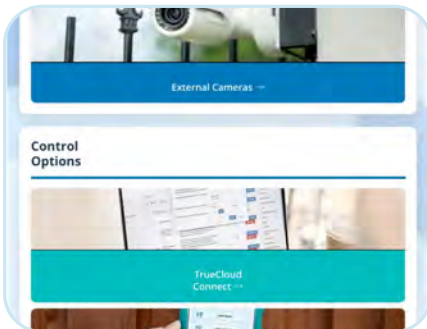 External Cameras →
Control
Options
TrueCloud
Connect →